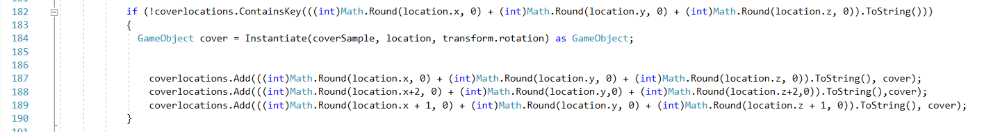 182 if (!coverlocations.ContainsKey(((int)Math.Round(location.x, 0) + (int)Math.Round(location.y, 0) + (int)Math.Round(location.z, 0)).ToString()))
183 {
184 GameObject cover = Instantiate(coverSample, location, transform.rotation) as GameObject;
185
186
187 coverlocations.Add(((int)Math.Round(location.x, 0) + (int)Math.Round(location.y, 0) + (int)Math.Round(location.z, 0)).ToString(), cover);
188 coverlocations.Add(((int)Math.Round(location.x+2, 0) + (int)Math.Round(location.y,0) + (int)Math.Round(location.z+2,0)).ToString(),cover);
189 coverlocations.Add(((int)Math.Round(location.x + 1, 0) + (int)Math.Round(location.y, 0) + (int)Math.Round(location.z + 1, 0)).ToString(), cover);
190 }